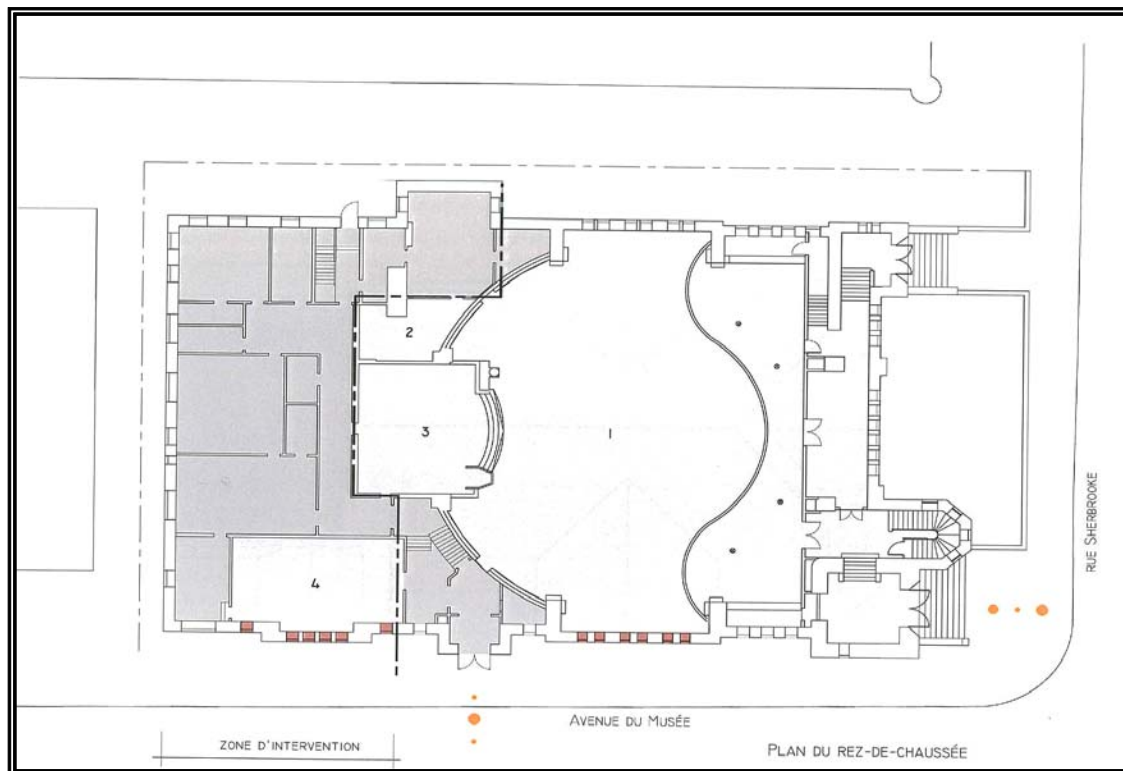 2
3
1
4
RUE SHERBROOKE
AVENUE DU MUSÉE
ZONE D'INTERVENTION
PLAN DU REZ-DE-CHAUSSÉE